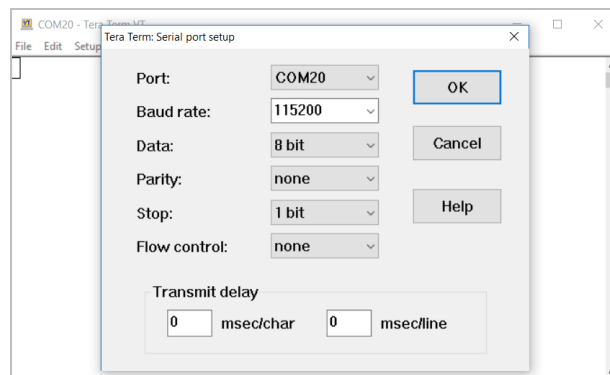 COM20 - Tera Term VT
File Edit Setup
Tera Term: Serial port setup
Port: COM20
OK
Baud rate: 115200
Data: 8 bit
Cancel
Parity: none
Stop: 1 bit
Help
Flow control: none
Transmit delay
0 msec/char 0 msec/line